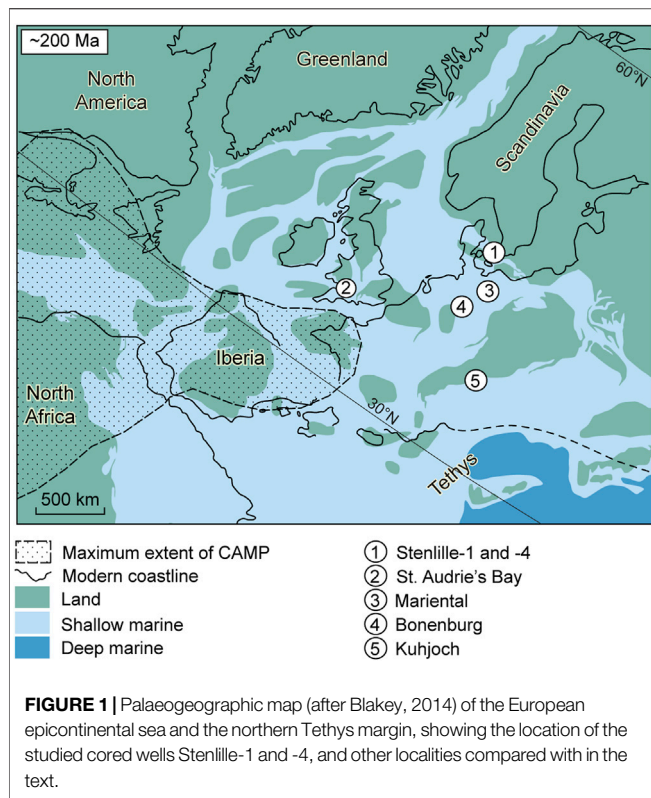 ~200 Ma
Greenland
North
America
60°N
Scandinavia
1
2
3
4
Iberia
5
North
Africa
30°N
Tethys
500 km
Maximum extent of CAMP
Modern coastline
Land
Shallow marine
Deep marine
1 Stenlille-1 and -4
2 St. Audrie's Bay
3 Mariental
4 Bonenburg
5 Kuhjoch
FIGURE 1 | Palaeogeographic map (after Blakey, 2014) of the European
epicontinental sea and the northern Tethys margin, showing the location of the
studied cored wells Stenlille-1 and -4, and other localities compared with in the
text.